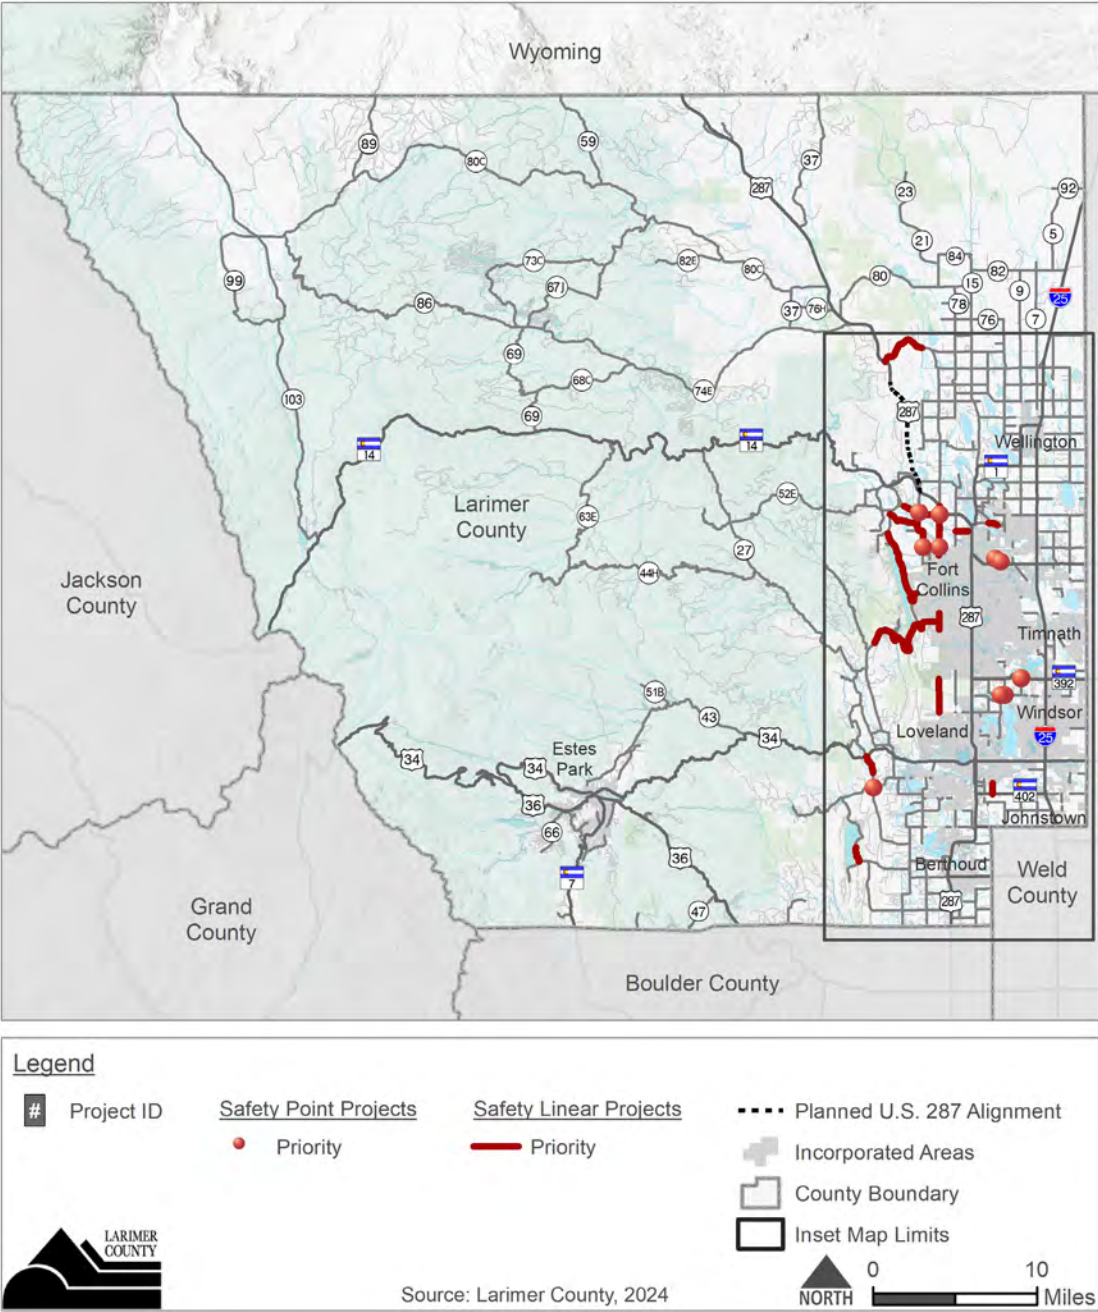 Wyoming
89
80C
59
37
287
23
92
21
5
84
82
73C
82E
80C
80
67J
15
9
99
78
25
86
37
76H
76
7
69
68C
74E
103
69
287
14
14
Wellington
1
52E
Larimer
County
63E
27
44H
Fort
Collins
Jackson
County
287
Timnath
392
51B
43
Windsor
34
Loveland
25
Estes
Park
34
34
36
402
66
Johnstown
36
7
Berthoud
Weld
County
287
47
Grand
County
Boulder County
Legend
# Project ID
Safety Point Projects
Priority
Safety Linear Projects
Priority
Planned U.S. 287 Alignment
Incorporated Areas
County Boundary
Inset Map Limits
LARIMER
COUNTY
Source: Larimer County, 2024
NORTH
0 10
Miles